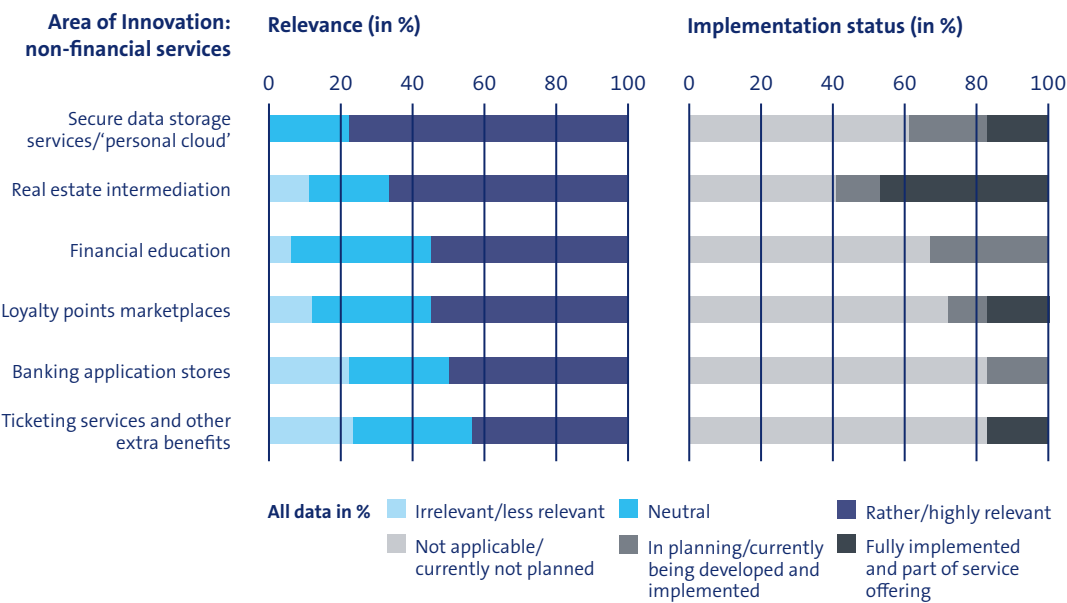 Area of Innovation:
non-financial services
Relevance (in %)
Implementation status (in %)
0 20 40 60 80 100
0 20 40 60 80 100
Secure data storage
services/‘personal cloud’
Real estate intermediation
Financial education
Loyalty points marketplaces
Banking application stores
Ticketing services and other
extra benefits
All data in %
Irrelevant/less relevant
Neutral
Rather/highly relevant
Not applicable/
currently not planned
In planning/currently
being developed and
implemented
Fully implemented
and part of service
offering